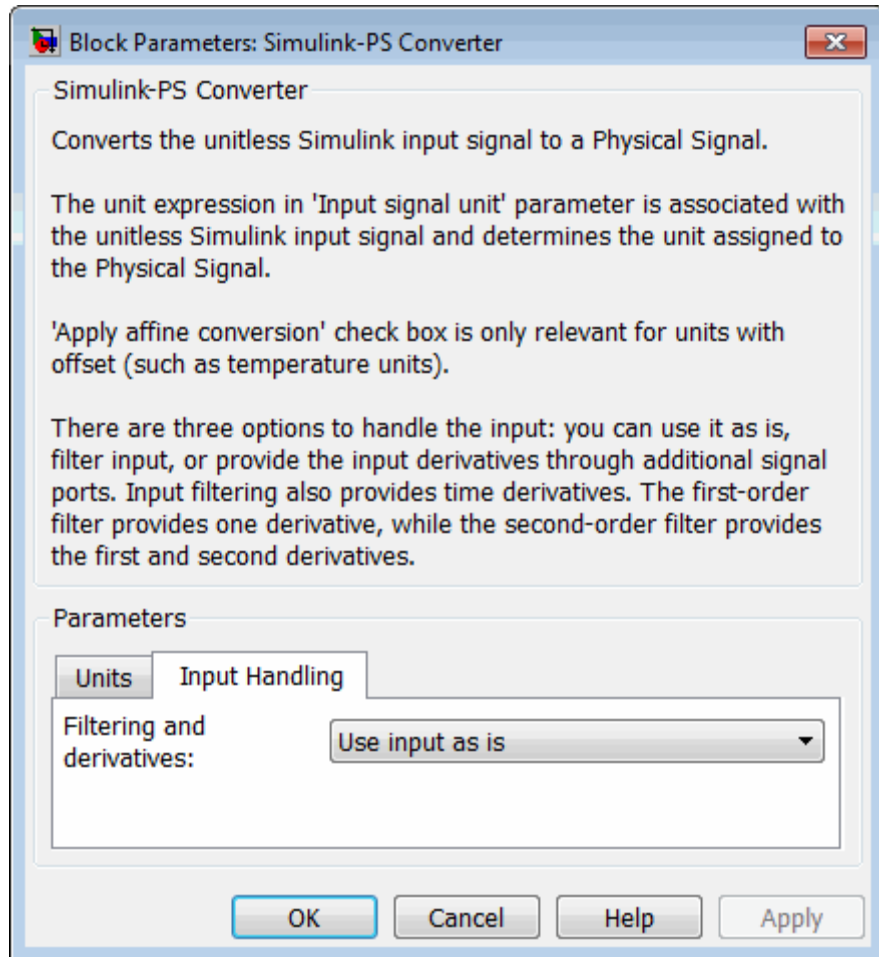 Block Parameters: Simulink-PS Converter
Simulink-PS Converter
Converts the unitless Simulink input signal to a Physical Signal.
The unit expression in 'Input signal unit' parameter is associated with
the unitless Simulink input signal and determines the unit assigned to
the Physical Signal.
'Apply affine conversion' check box is only relevant for units with
offset (such as temperature units).
There are three options to handle the input: you can use it as is,
filter input, or provide the input derivatives through additional signal
ports. Input filtering also provides time derivatives. The first-order
filter provides one derivative, while the second-order filter provides
the first and second derivatives.
Parameters
Units Input Handling
Filtering and
derivatives:
Use input as is
OK Cancel Help Apply